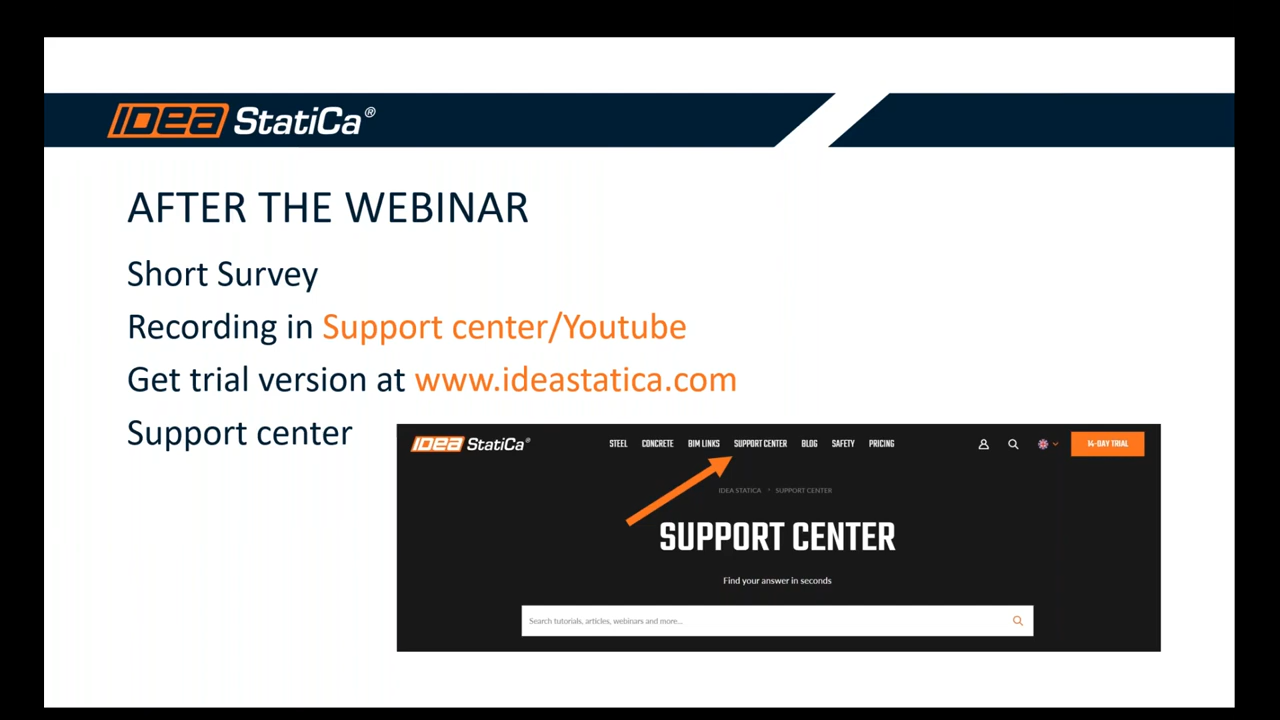 IDEA StatiCa®
AFTER THE WEBINAR
Short Survey
Recording in Support center/Youtube
Get trial version at www.ideastatica.com
Support center
IDEA StatiCa® STEEL CONCRETE BIM LINKS SUPPORT CENTER BLOG SAFETY PRICING 14-DAY TRIAL
IDEA STATICA > SUPPORT CENTER
SUPPORT CENTER
Find your answer in seconds
Search tutorials, articles, webinars and more...